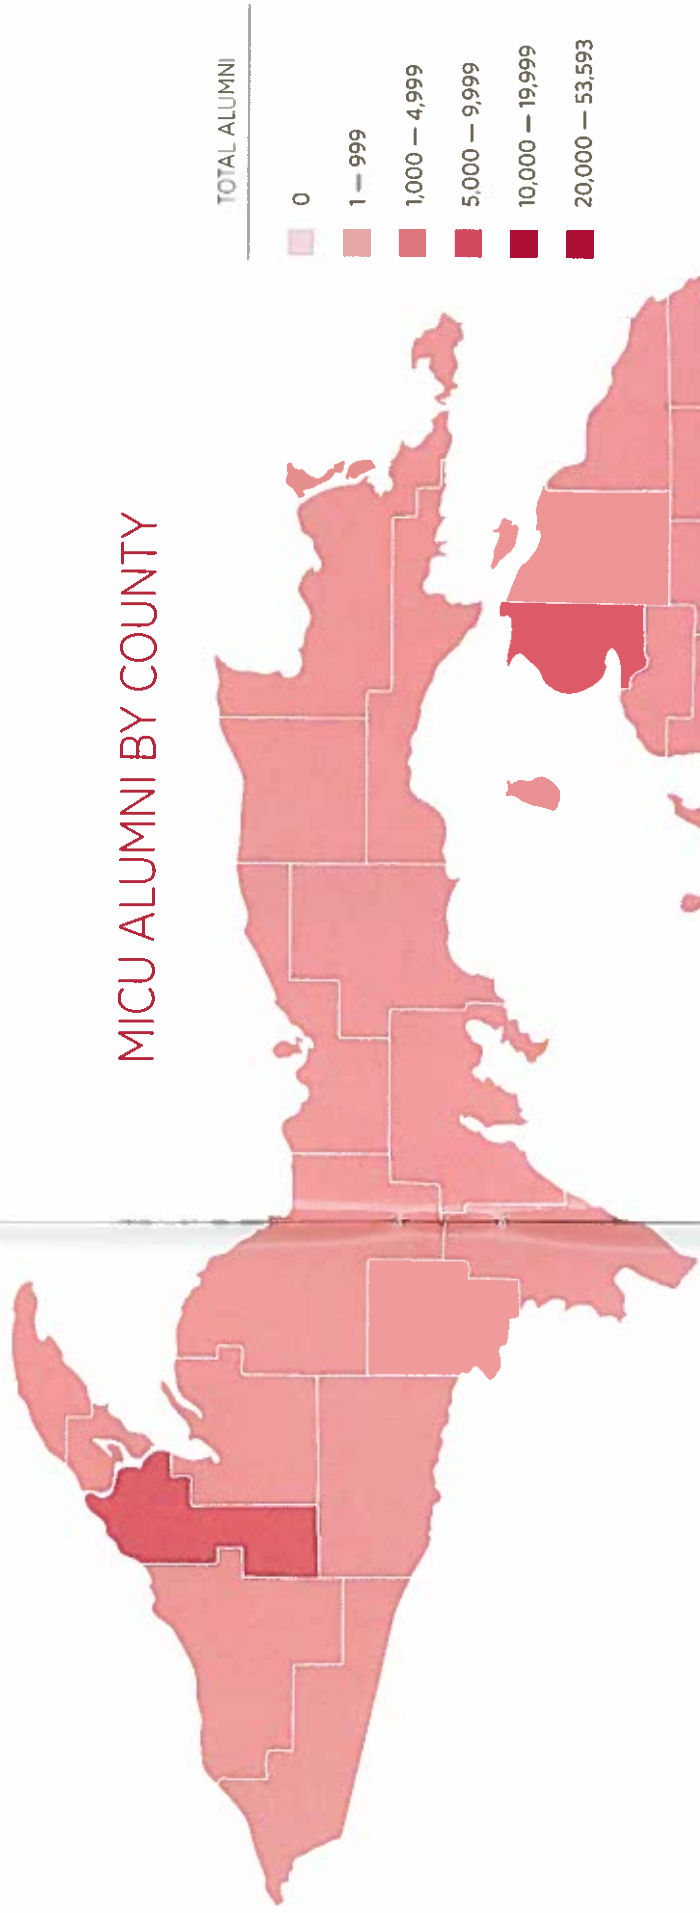 MICU ALUMNI BY COUNTY
TOTAL ALUMNI
0
1 — 999
1,000 — 4,999
5,000 — 9,999
10,000 — 19,999
20,000 — 53,593